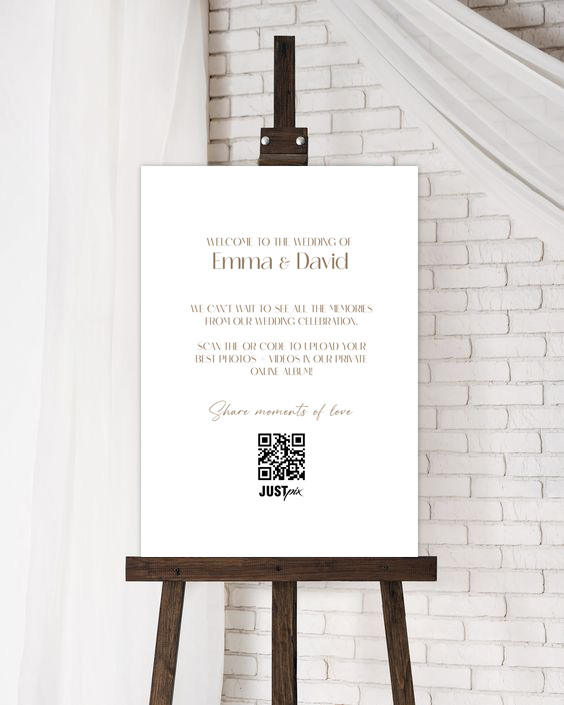 WELCOME TO THE WEDDING OF
Emma & David
WE CAN'T WAIT TO SEE ALL THE MEMORIES
FROM OUR WEDDING CELEBRATION.
SCAN THE QR CODE TO UPLOAD YOUR
BEST PHOTOS + VIDEOS IN OUR PRIVATE
ONLINE ALBUM!
Share moments of love
JUSTpix